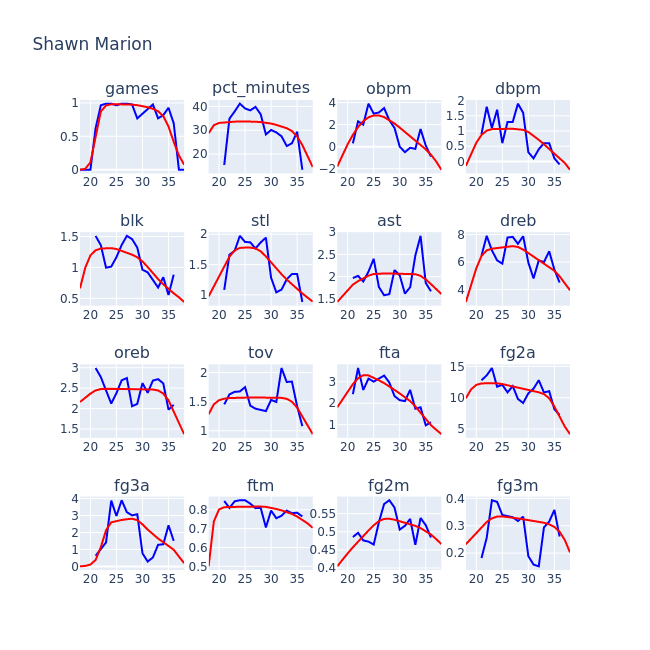 Shawn Marion
games pct_minutes obpm dbpm
1 0.5 0 20 25 30 35
40 30 20 20 25 30 35
4 2 0 −2 20 25 30 35
2 1.5 1 0.5 0 20 25 30 35
blk stl ast dreb
1.5 1 0.5 20 25 30 35
2 1.5 1 20 25 30 35
3 2.5 2 1.5 20 25 30 35
8 6 4 20 25 30 35
oreb tov fta fg2a
3 2.5 2 1.5 20 25 30 35
2 1.5 1 20 25 30 35
3 2 1 20 25 30 35
15 10 5 20 25 30 35
fg3a ftm fg2m fg3m
4 3 2 1 0 20 25 30 35
0.8 0.7 0.6 0.5 20 25 30 35
0.55 0.5 0.45 0.4 20 25 30 35
0.4 0.3 0.2 20 25 30 35